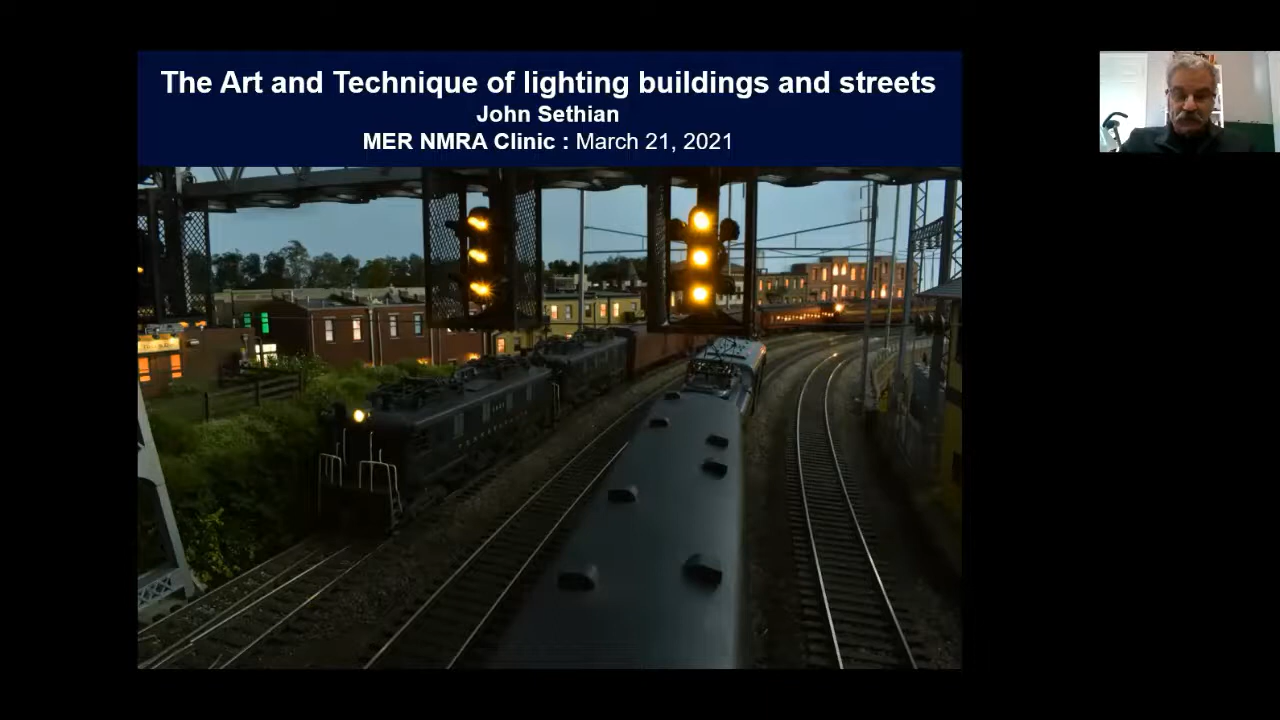 The Art and Technique of lighting buildings and streets
John Sethian
MER NMRA Clinic : March 21, 2021